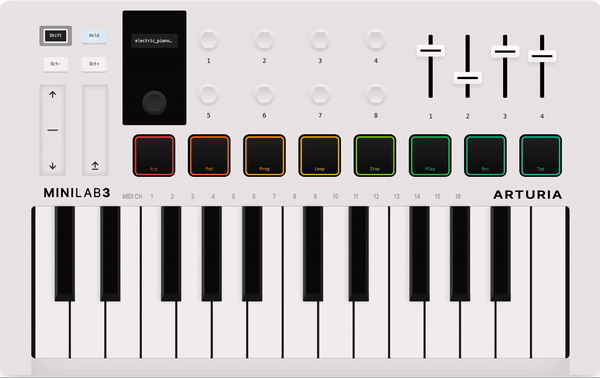 Shift
Hold
electric_piano…
Oct-
Oct+
1 2 3 4
5 6 7 8
1 2 3 4
Arp
Pad
Prog
Loop
Stop
Play
Rec
Tap
MINILAB3
MIDI CH 1 2 3 4 5 6 7 8 9 10 11 12 13 14 15 16
ARTURIA